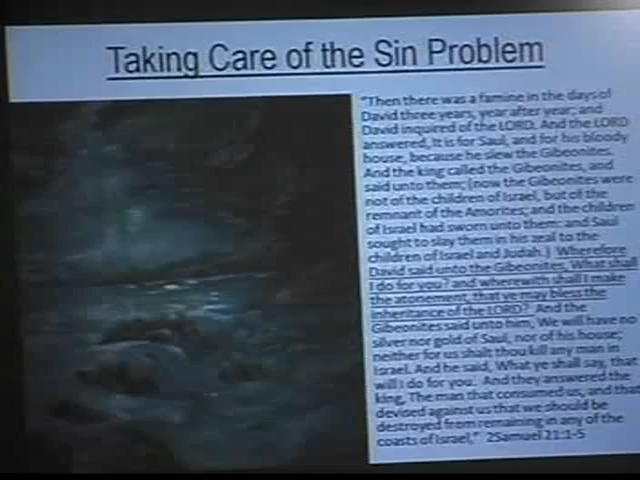 Taking Care of the Sin Problem
"Then there was a famine in the days of
David three years, year after year; and
David inquired of the LORD. And the LORD
answered, It is for Saul, and for his bloody
house, because he slew the Gibeonites.
And the king called the Gibeonites, and
said unto them; (now the Gibeonites were
not of the children of Israel, but of the
remnant of the Amorites; and the children
of Israel had sworn unto them: and Saul
sought to slay them in his zeal to the
children of Israel and Judah.) Wherefore
David said unto the Gibeonites, What shall
I do for you? and wherewith shall I make
the atonement, that ye may bless the
inheritance of the LORD? And the
Gibeonites said unto him, We will have no
silver nor gold of Saul, nor of his house;
neither for us shalt thou kill any man in
Israel. And he said, What ye shall say, that
will I do for you. And they answered the
king, The man that consumed us, and that
devised against us that we should be
destroyed from remaining in any of the
coasts of Israel," 2Samuel 21:1-5